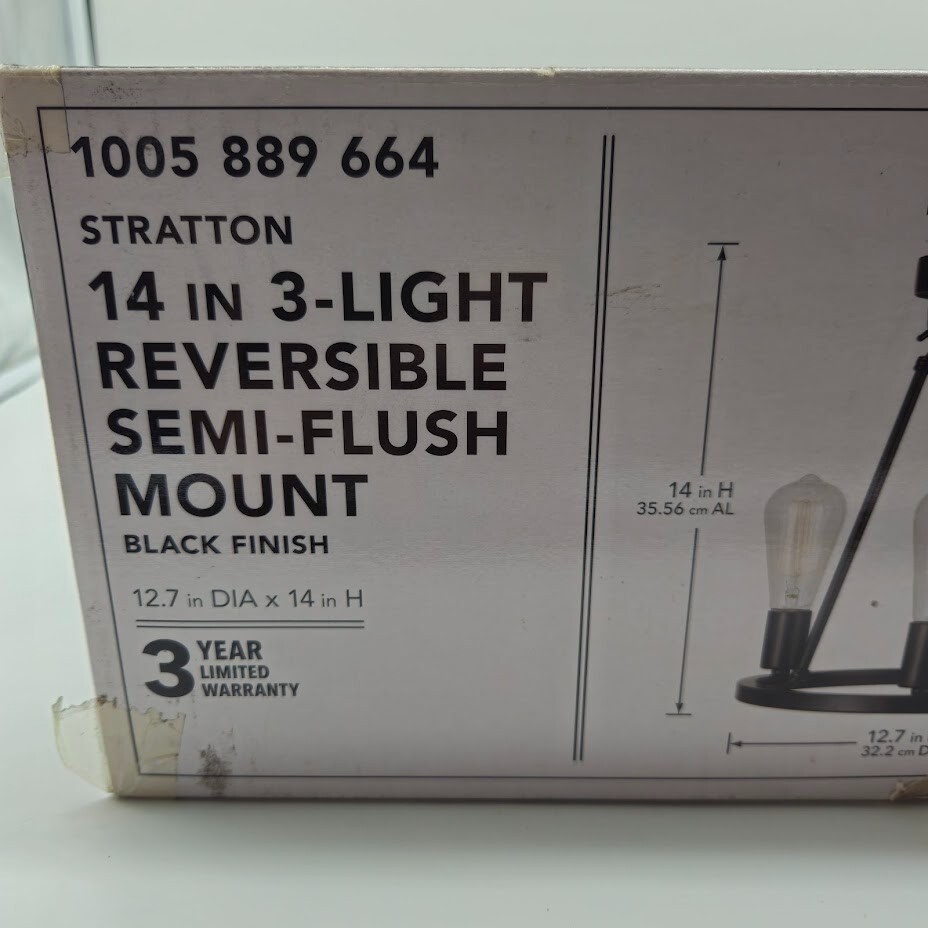 1005 889 664
STRATTON
14 IN 3-LIGHT
REVERSIBLE
SEMI-FLUSH
MOUNT
BLACK FINISH
12.7 in DIA x 14 in H
3 YEAR
LIMITED
WARRANTY
14 in H
35.56 cm AL
12.7 in
32.2 cm D